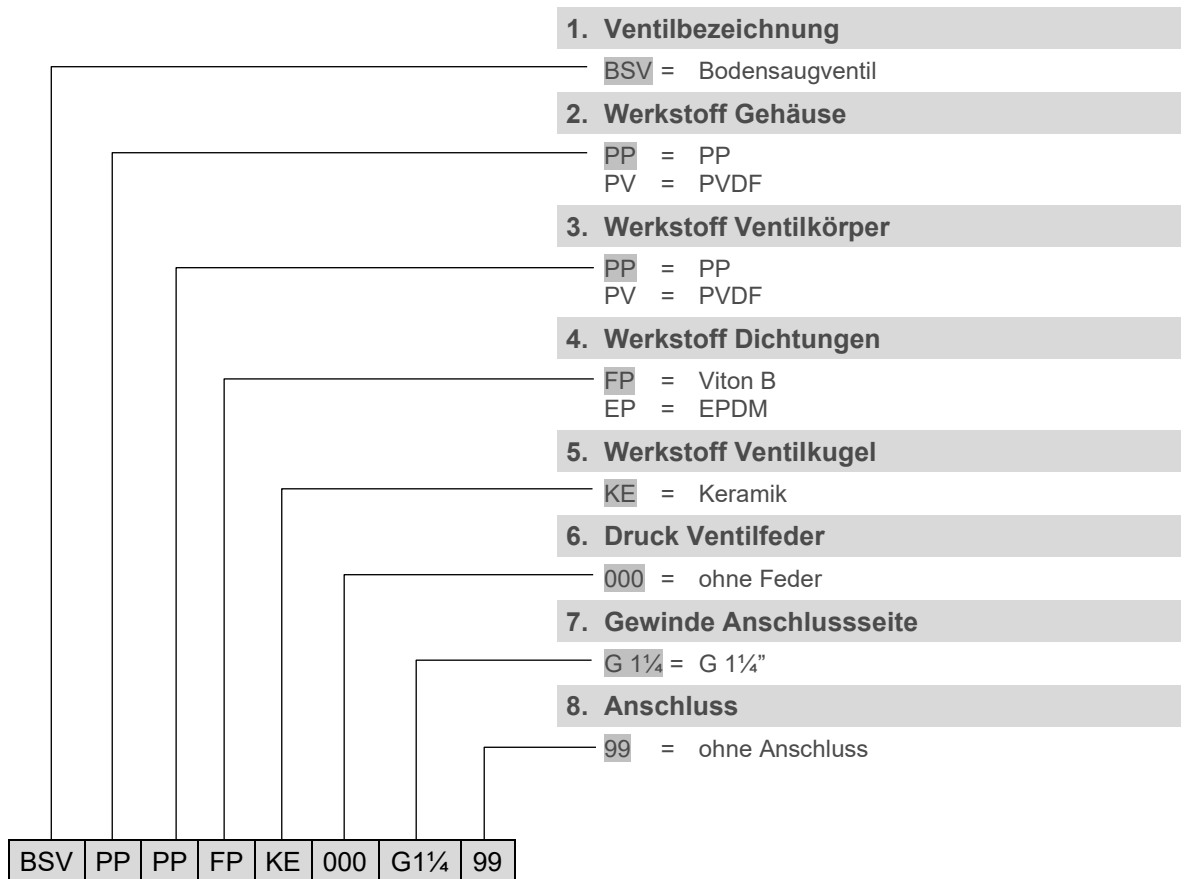 1. Ventilbezeichnung
BSV = Bodensaugventil
2. Werkstoff Gehäuse
PP = PP
PV = PVDF
3. Werkstoff Ventilkörper
PP = PP
PV = PVDF
4. Werkstoff Dichtungen
FP = Viton B
EP = EPDM
5. Werkstoff Ventilkugel
KE = Keramik
6. Druck Ventilfeder
000 = ohne Feder
7. Gewinde Anschlussseite
G 1¼ = G 1¼”
8. Anschluss
99 = ohne Anschluss
BSV PP PP FP KE 000 G1¼ 99